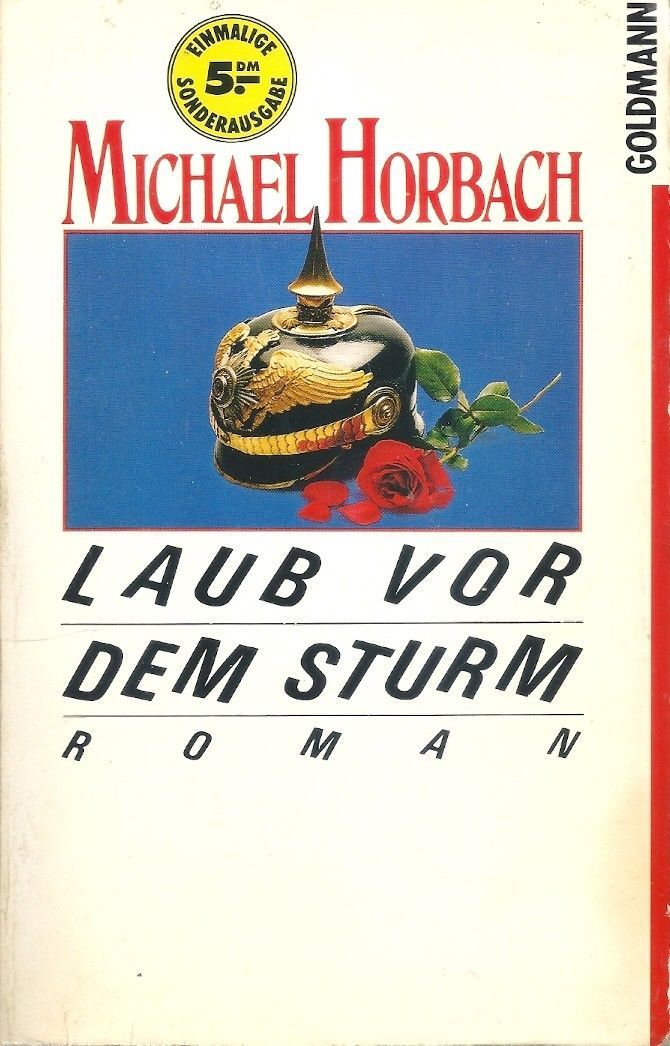 EINMALIGE
5.- DM
SONDERAUSGABE
GOLDMANN
MICHAEL HORBACH
LAUB VOR
DEM STURM
ROMAN